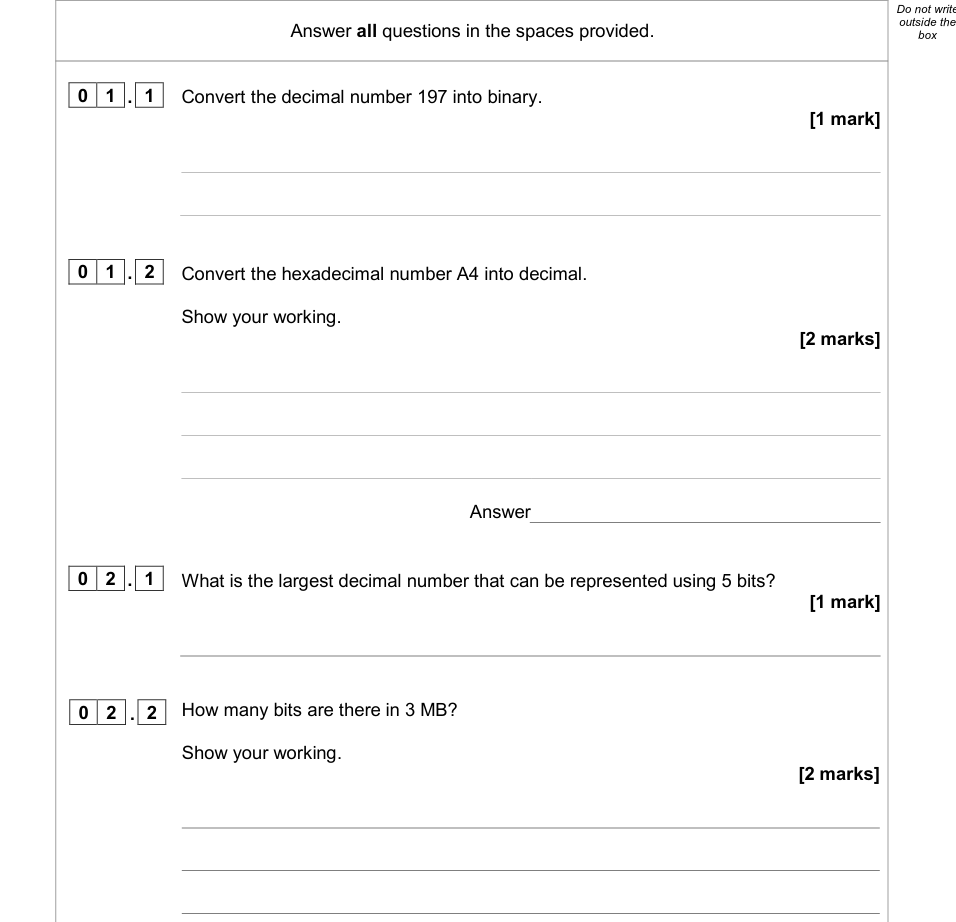 Answer all questions in the spaces provided.
Do not write
outside the
box
0 1 . 1 Convert the decimal number 197 into binary.
[1 mark]
0 1 . 2 Convert the hexadecimal number A4 into decimal.
Show your working.
[2 marks]
Answer
0 2 . 1 What is the largest decimal number that can be represented using 5 bits?
[1 mark]
0 2 . 2 How many bits are there in 3 MB?
Show your working.
[2 marks]